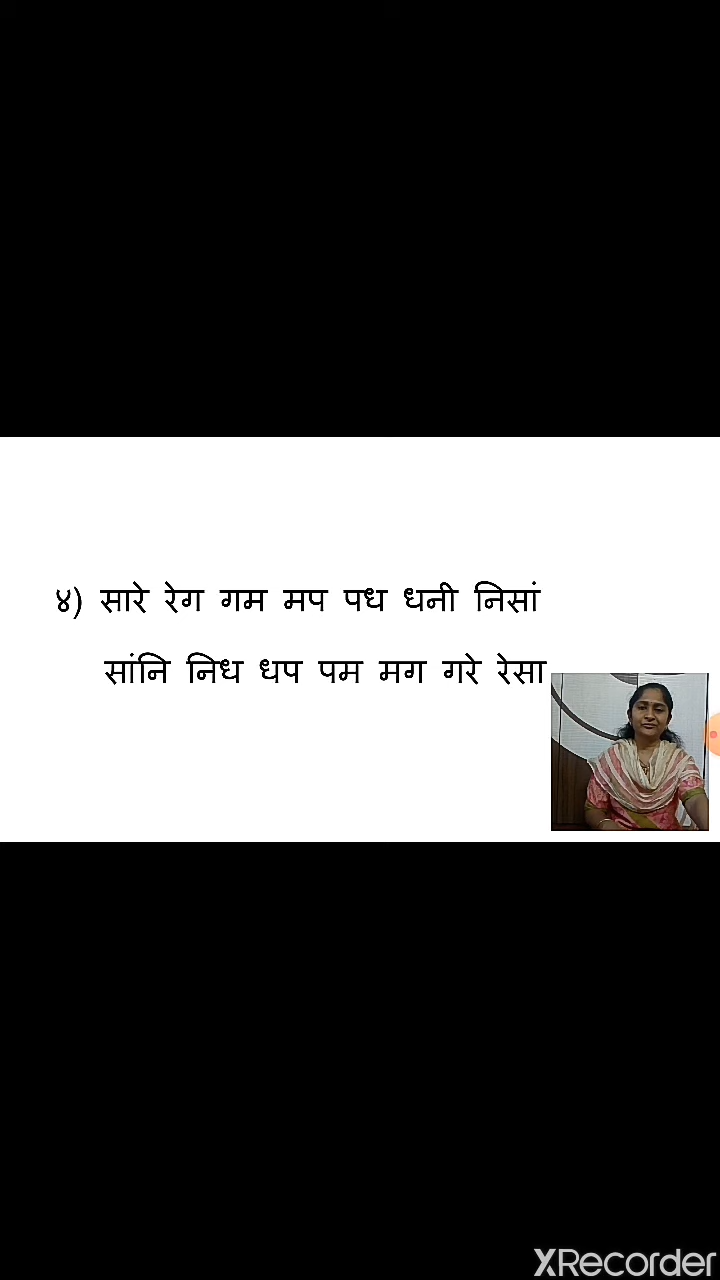 ४) सारे रेग गम मप पध धनी निसां
सांनि निध धप पम मग गरे रेसा
XRecorder